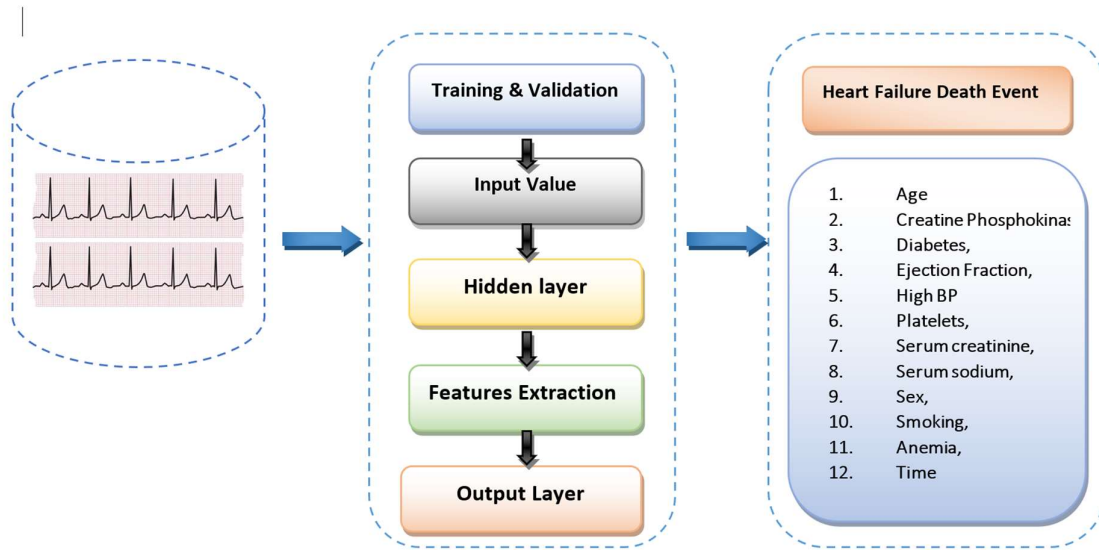 Training & Validation
Input Value
Hidden layer
Features Extraction
Output Layer
Heart Failure Death Event
1. Age
2. Creatine Phosphokinas
3. Diabetes,
4. Ejection Fraction,
5. High BP
6. Platelets,
7. Serum creatinine,
8. Serum sodium,
9. Sex,
10. Smoking,
11. Anemia,
12. Time